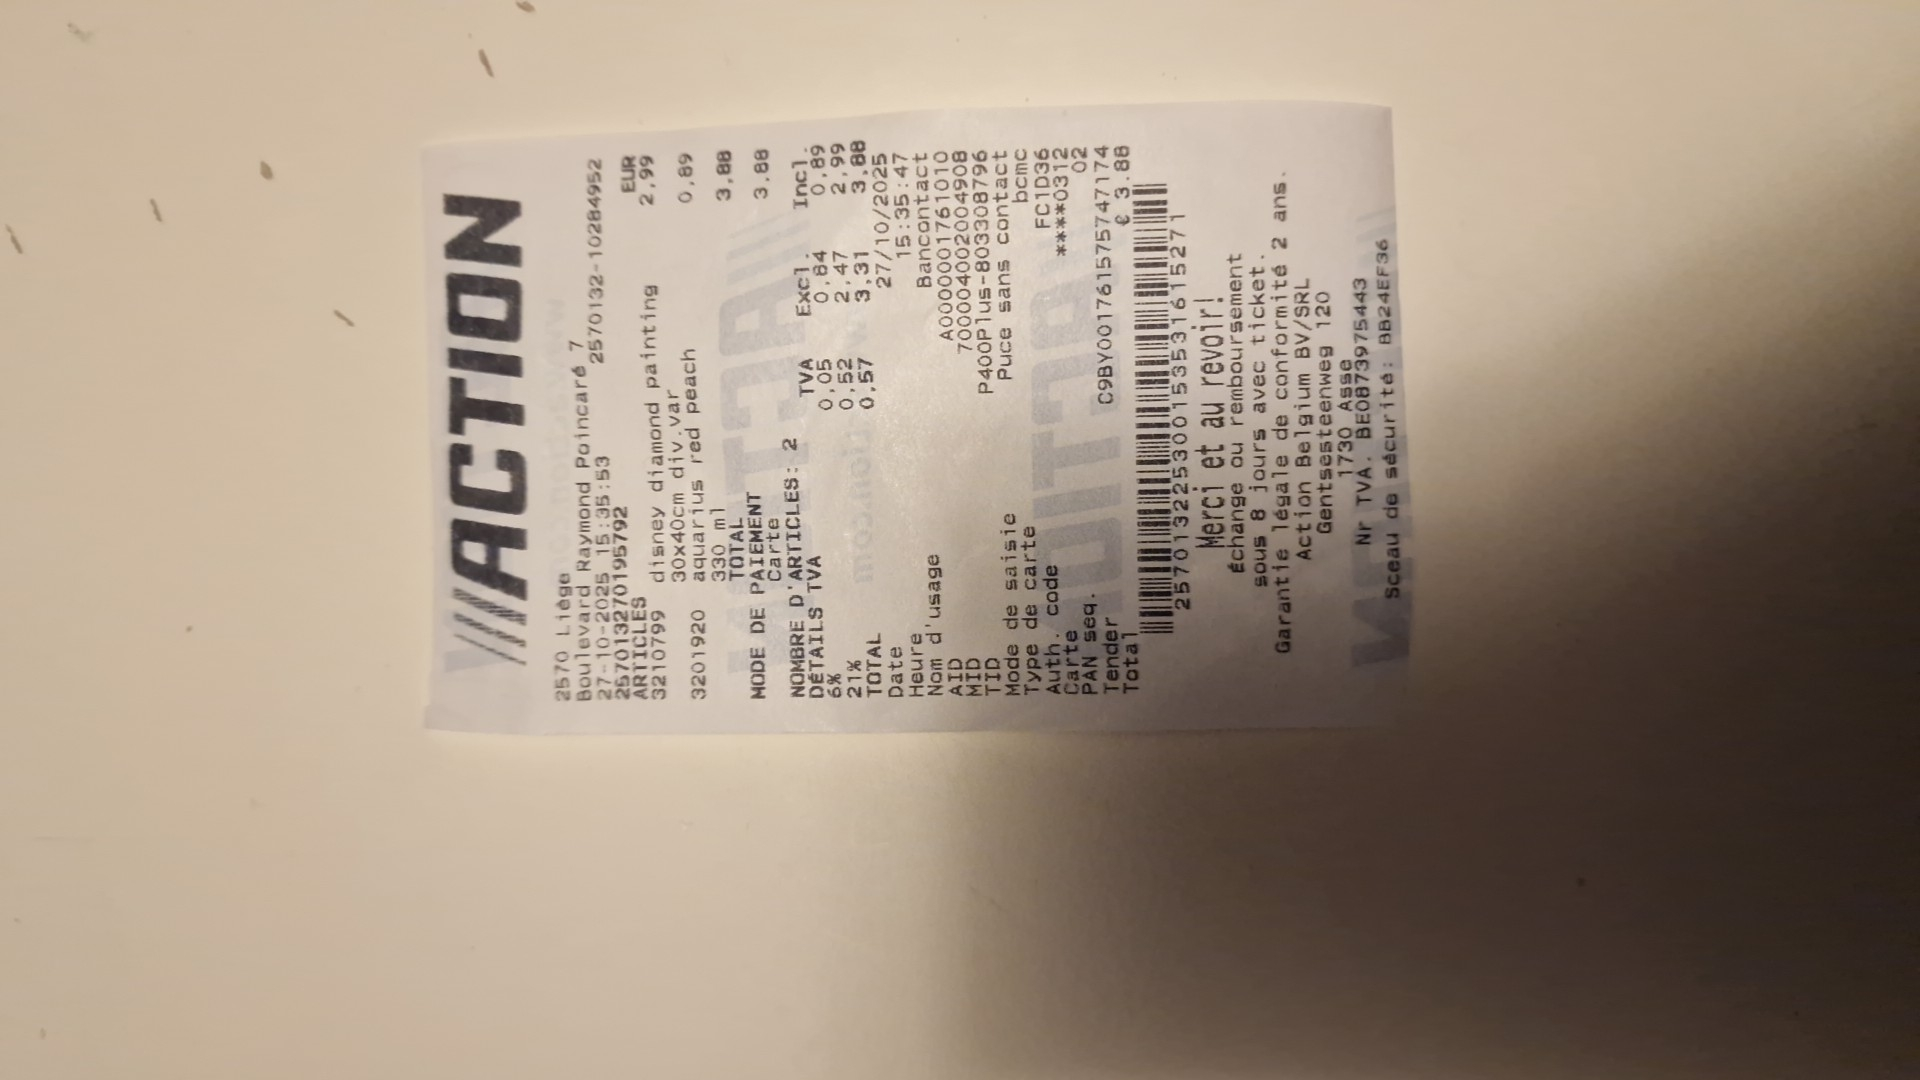 ///ACTION
2570 Liège
Boulevard Raymond Poincaré 7
27-10-2025 15:35:53 2570132-10284952
257013270195792
ARTICLES EUR
3210799 disney diamond painting 2,99
30x40cm div.var
3201920 aquarius red peach 0,89
330 ml
TOTAL 3,88
MODE DE PAIEMENT
Carte 3.88
NOMBRE D'ARTICLES: 2
DÉTAILS TVA TVA Excl. Incl.
6% 0,05 0,84 0,89
21% 0,52 2,47 2,99
TOTAL 0,57 3,31 3,88
Date 27/10/2025
Heure 15:35:47
Nom d'usage Bancontact
AID A0000001761010
MID 700004002004908
TID P400Plus-803308796
Mode de saisie Puce sans contact
Type de carte bcmc
Auth. code FC1D36
Carte ****0312
PAN seq. 02
Tender C9BY001761575747174
Total € 3.88
2570132253001535316115271
Merci et au revoir!
Échange ou remboursement
sous 8 jours avec ticket.
Garantie légale de conformité 2 ans.
Action Belgium BV/SRL
Gentsesteenweg 120
1730 Asse
Nr TVA. BE0873975443
Sceau de sécurité: BB24EF36